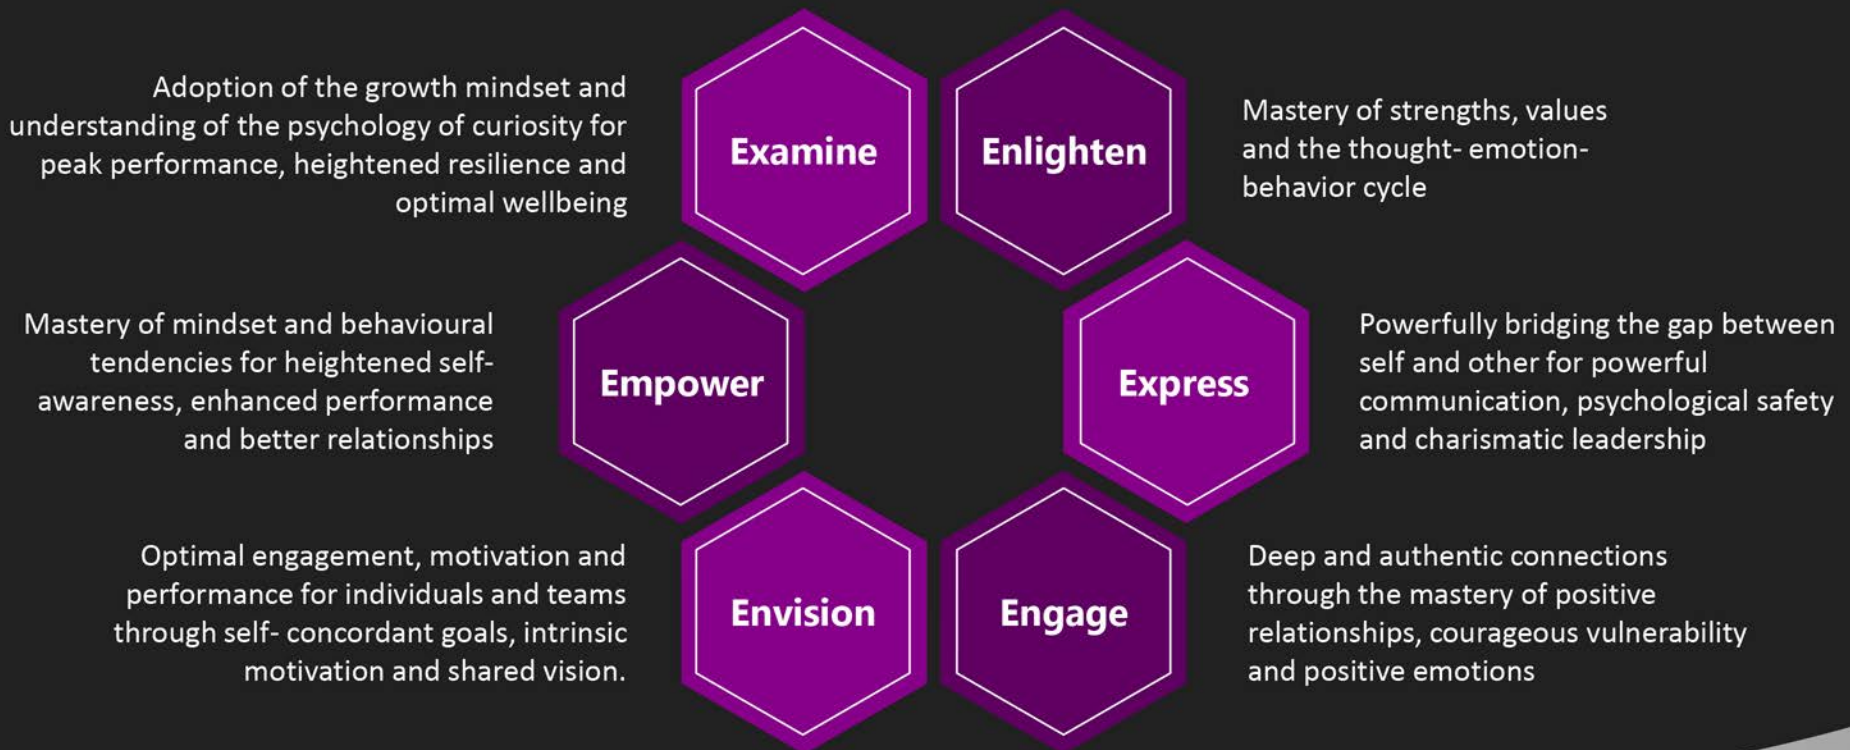 Adoption of the growth mindset and
understanding of the psychology of curiosity for
peak performance, heightened resilience and
optimal wellbeing
Examine
Enlighten
Mastery of strengths, values
and the thought- emotion-
behavior cycle
Mastery of mindset and behavioural
tendencies for heightened self-
awareness, enhanced performance
and better relationships
Empower
Express
Powerfully bridging the gap between
self and other for powerful
communication, psychological safety
and charismatic leadership
Optimal engagement, motivation and
performance for individuals and teams
through self- concordant goals, intrinsic
motivation and shared vision.
Envision
Engage
Deep and authentic connections
through the mastery of positive
relationships, courageous vulnerability
and positive emotions